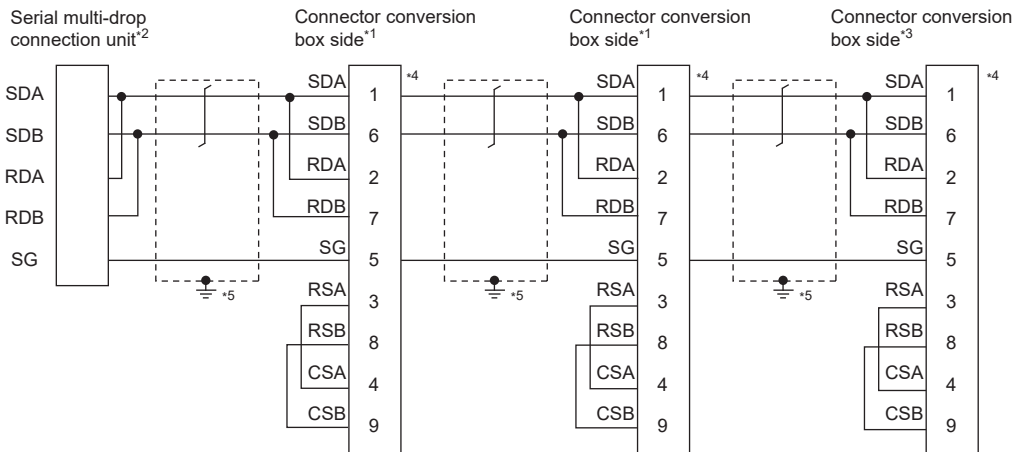 Serial multi-drop
connection unit*2
Connector conversion
box side*1
Connector conversion
box side*1
Connector conversion
box side*3
SDA
SDB
RDA
RDB
SG
SDA
SDB
RDA
RDB
SG
RSA
RSB
CSA
CSB
*4
1
6
2
7
5
3
8
4
9
*5
SDA
SDB
RDA
RDB
SG
RSA
RSB
CSA
CSB
*4
1
6
2
7
5
3
8
4
9
*5
SDA
SDB
RDA
RDB
SG
RSA
RSB
CSA
CSB
*4
1
6
2
7
5
3
8
4
9
*5